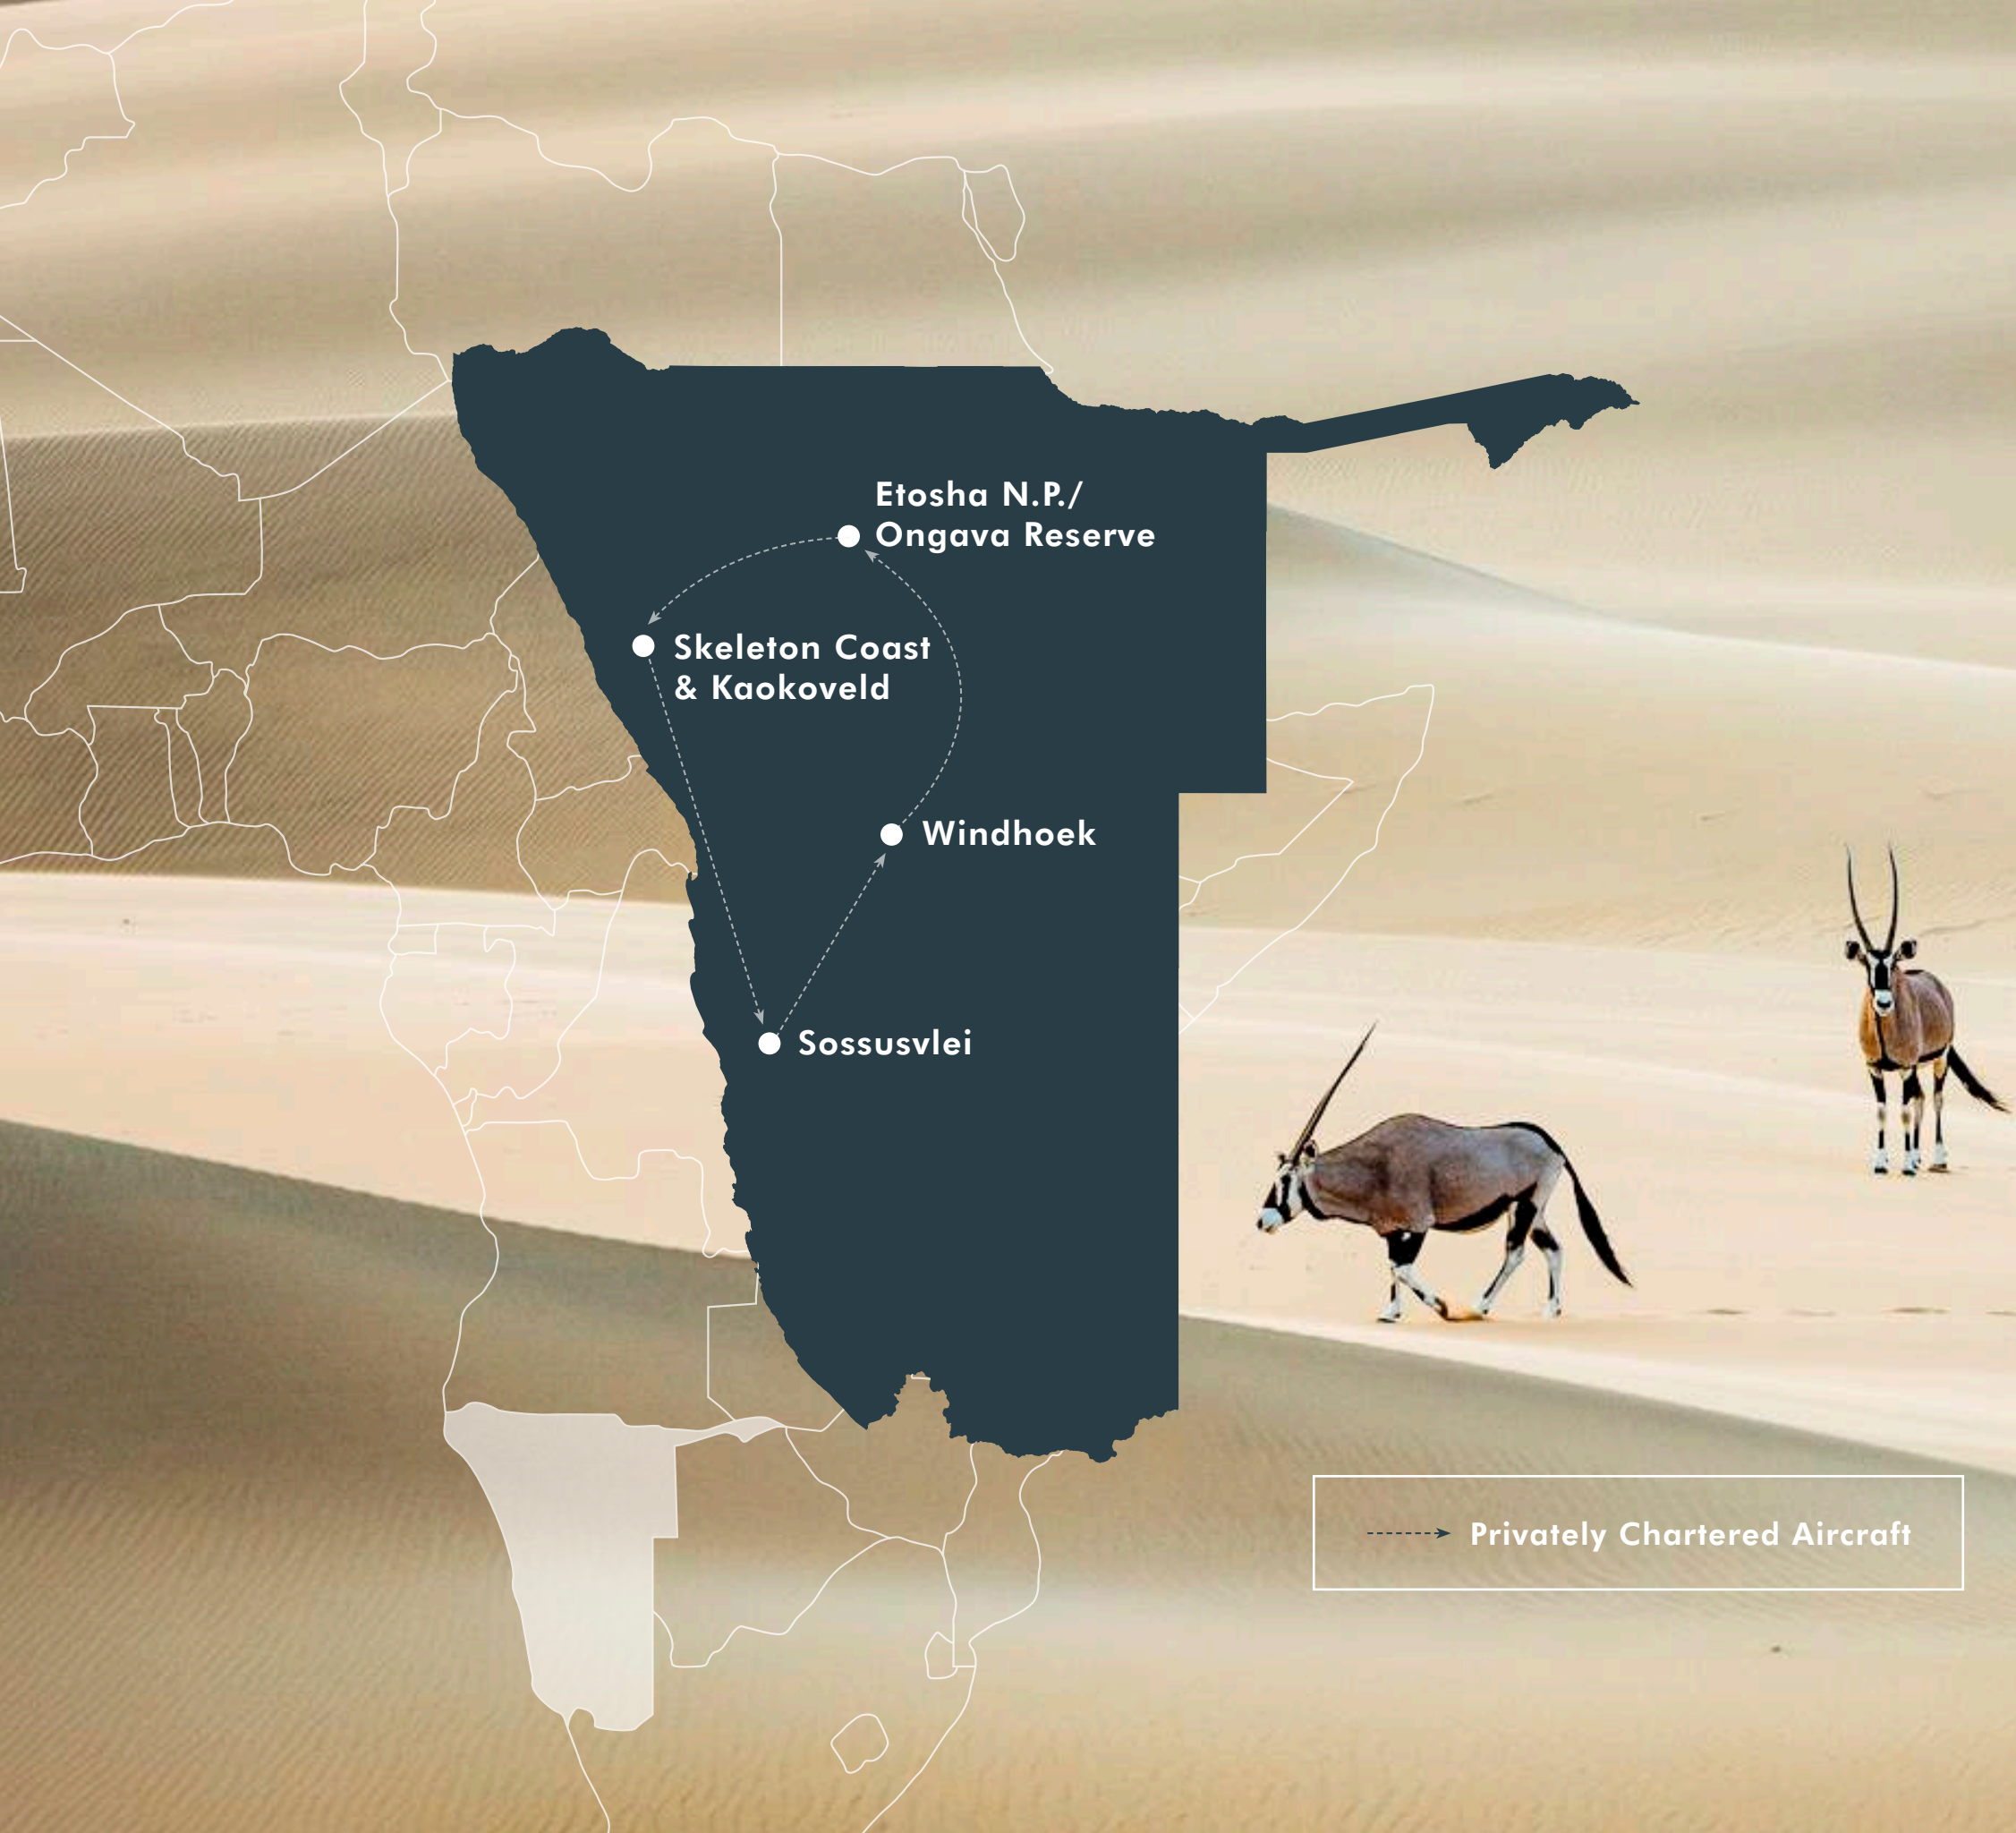 Etosha N.P./
Ongava Reserve
Skeleton Coast
& Kaokoveld
Windhoek
Sossusvlei
Privately Chartered Aircraft